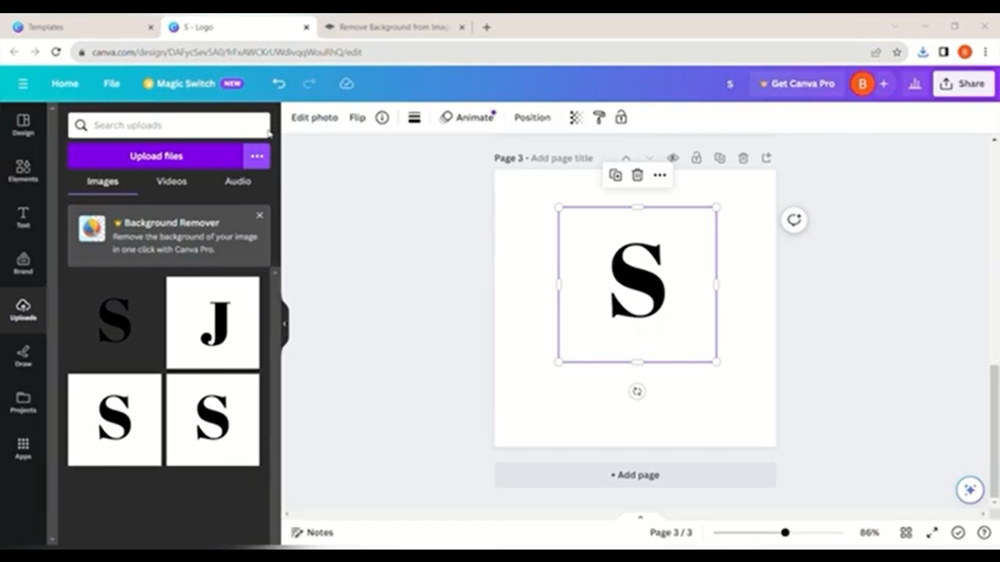 Templates
S - Logo
Remove Background from Imag
canva.com/design/DAFycSev5A0/frFxAWCKrUWdivqqWouRhQ/edit
B
Home File Magic Switch NEW
S Get Canva Pro B Share
Design
Elements
Text
Brand
Uploads
Draw
Projects
Apps
Search uploads
Upload files
Images Videos Audio
Background Remover
Remove the background of your image
in one click with Canva Pro.
S J
S S
Edit photo Flip Animate Position
Page 3 - Add page title
S
+ Add page
Notes
Page 3 / 3 86%